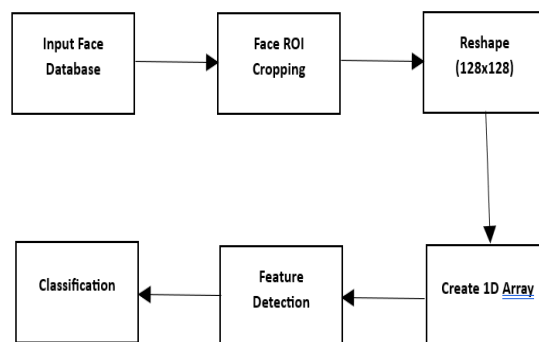 Input Face
Database
Face ROI
Cropping
Reshape
(128x128)
Create 1D Array
Feature
Detection
Classification